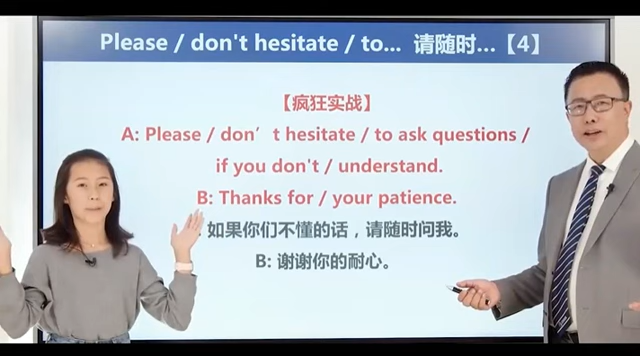 Please / don't hesitate / to... 请随时...【4】
【疯狂实战】
A: Please / don’t hesitate / to ask questions /
if you don't / understand.
B: Thanks for / your patience.
: 如果你们不懂的话，请随时问我。
B: 谢谢你的耐心。